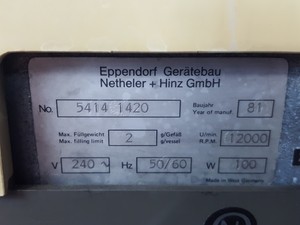 Eppendorf Gerätebau
Netheler + Hinz GmbH
No. 5414 1420 Baujahr Year of manuf. 81
Max. Füllgewicht Max. filling limit 2 g/Gefäß g/vessel U/min R.P.M. 12000
V 240 ~ Hz 50/60 W 100
Made in West Germany